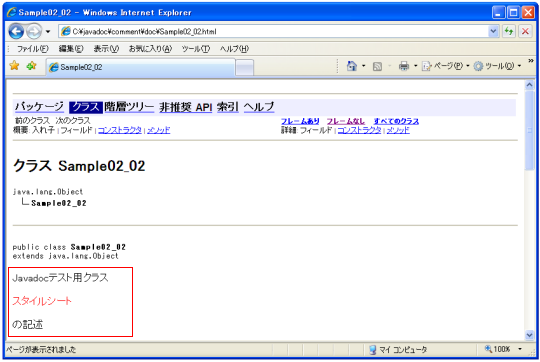 Sample02_02 - Windows Internet Explorer
C:¥javadoc¥comment¥doc¥Sample02_02.html
ファイル(F) 編集(E) 表示(V) お気に入り(A) ツール(T) ヘルプ(H)
Sample02_02
ページ(P) ツール(O) »
パッケージ クラス 階層ツリー 非推奨 API 索引 ヘルプ
前のクラス 次のクラス
フレームあり フレームなし すべてのクラス
概要: 入れ子 | フィールド | コンストラクタ | メソッド
詳細: フィールド | コンストラクタ | メソッド
クラス Sample02_02
java.lang.Object
Sample02_02
public class Sample02_02
extends java.lang.Object
Javadocテスト用クラス
スタイルシート
の記述
ページが表示されました
マイ コンピュータ
100%